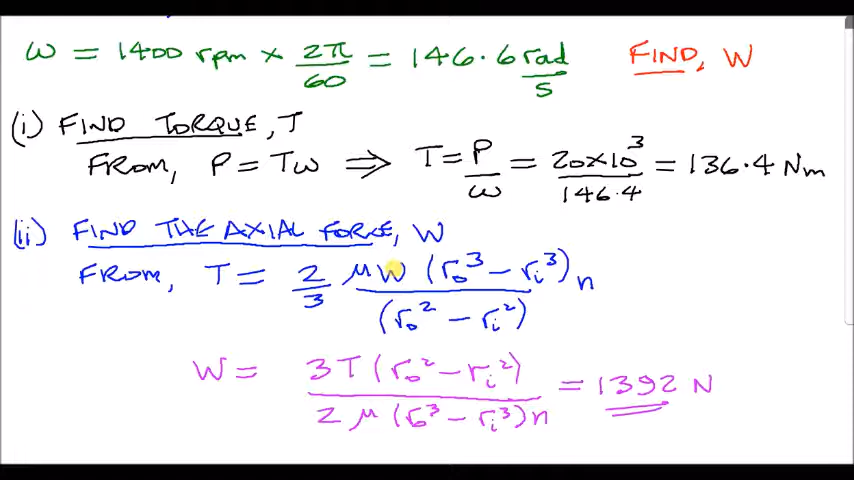 ω = 1400 rpm × 2π/60 = 146.6 rad/s FIND, W
(i) FIND TORQUE, T
FROM, P = Tω ⇒ T = P/ω = 20×10³/146.4 = 136.4 Nm
(ii) FIND THE AXIAL FORCE, W
FROM, T = 2/3 μW (r₀³ − rᵢ³)/(r₀² − rᵢ²) n
W = 3T (r₀² − rᵢ²)/2 μ (r₀³ − rᵢ³) n = 1392 N